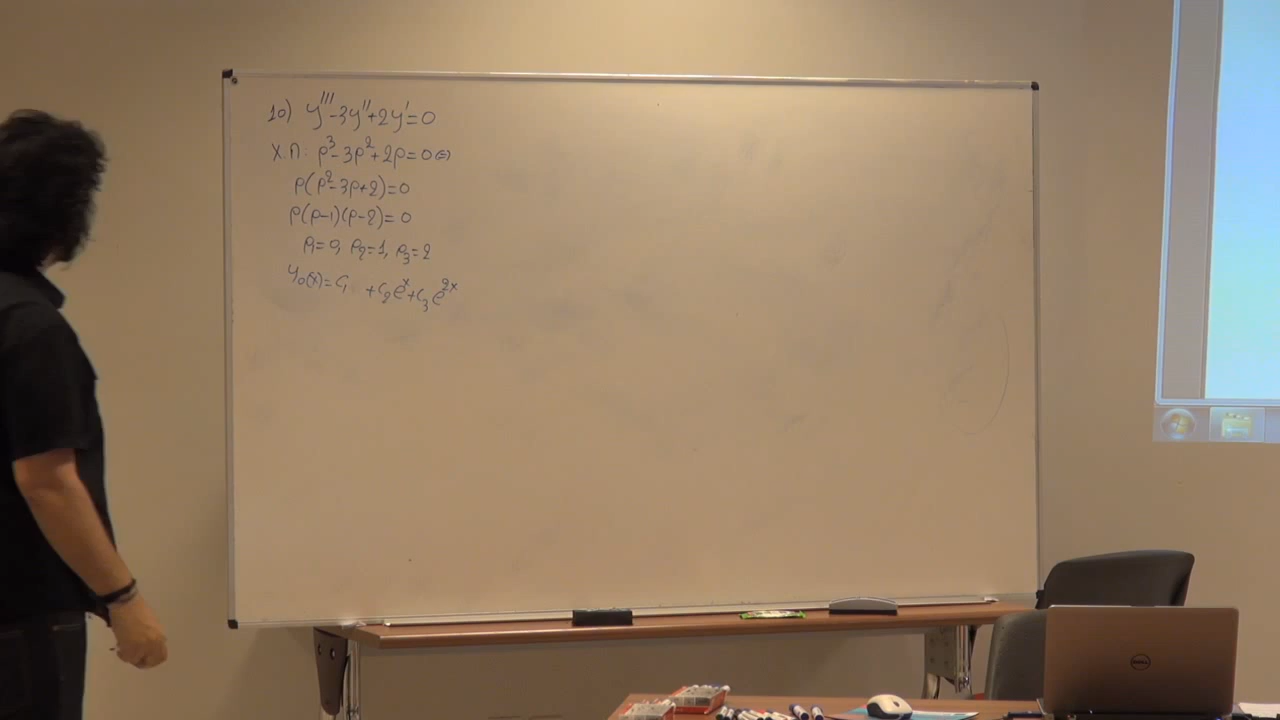 10) y'''-3y''+2y'=0
Χ.Π: ρ³-3ρ²+2ρ=0⇔
ρ(ρ²-3ρ+2)=0
ρ(ρ-1)(ρ-2)=0
ρ₁=0, ρ₂=1, ρ₃=2
y₀(x)=c₁ +c₂eˣ+c₃e²ˣ
DELL